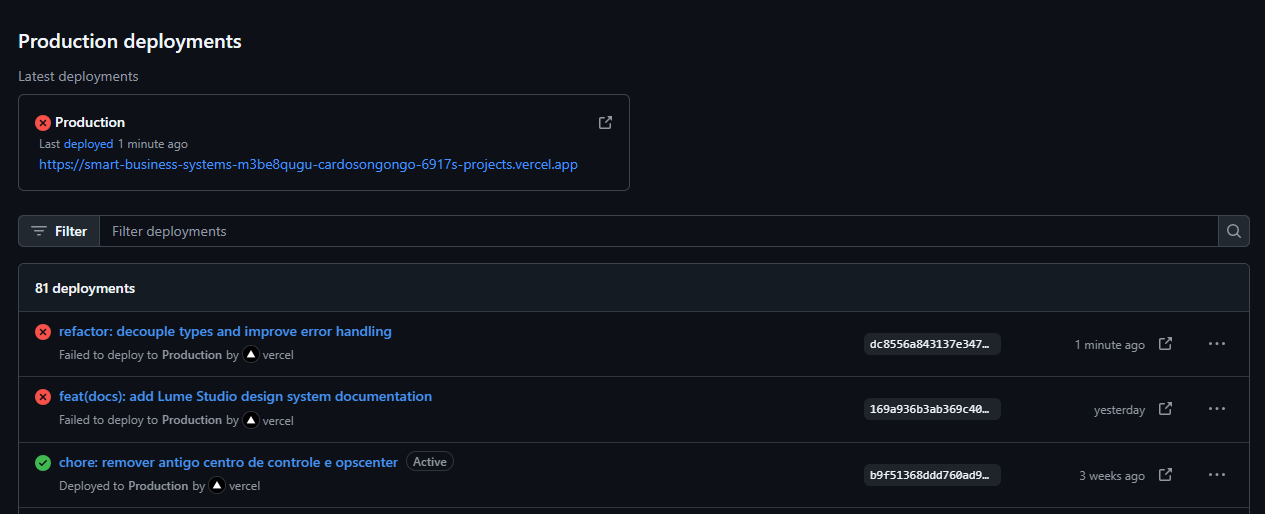 Production deployments
Latest deployments
Production
Last deployed 1 minute ago
https://smart-business-systems-m3be8qugu-cardosongongo-6917s-projects.vercel.app
Filter
Filter deployments
81 deployments
refactor: decouple types and improve error handling
Failed to deploy to Production by vercel
dc8556a843137e347...
1 minute ago
feat(docs): add Lume Studio design system documentation
Failed to deploy to Production by vercel
169a936b3ab369c40...
yesterday
chore: remover antigo centro de controle e opscenter Active
Deployed to Production by vercel
b9f51368ddd760ad9...
3 weeks ago